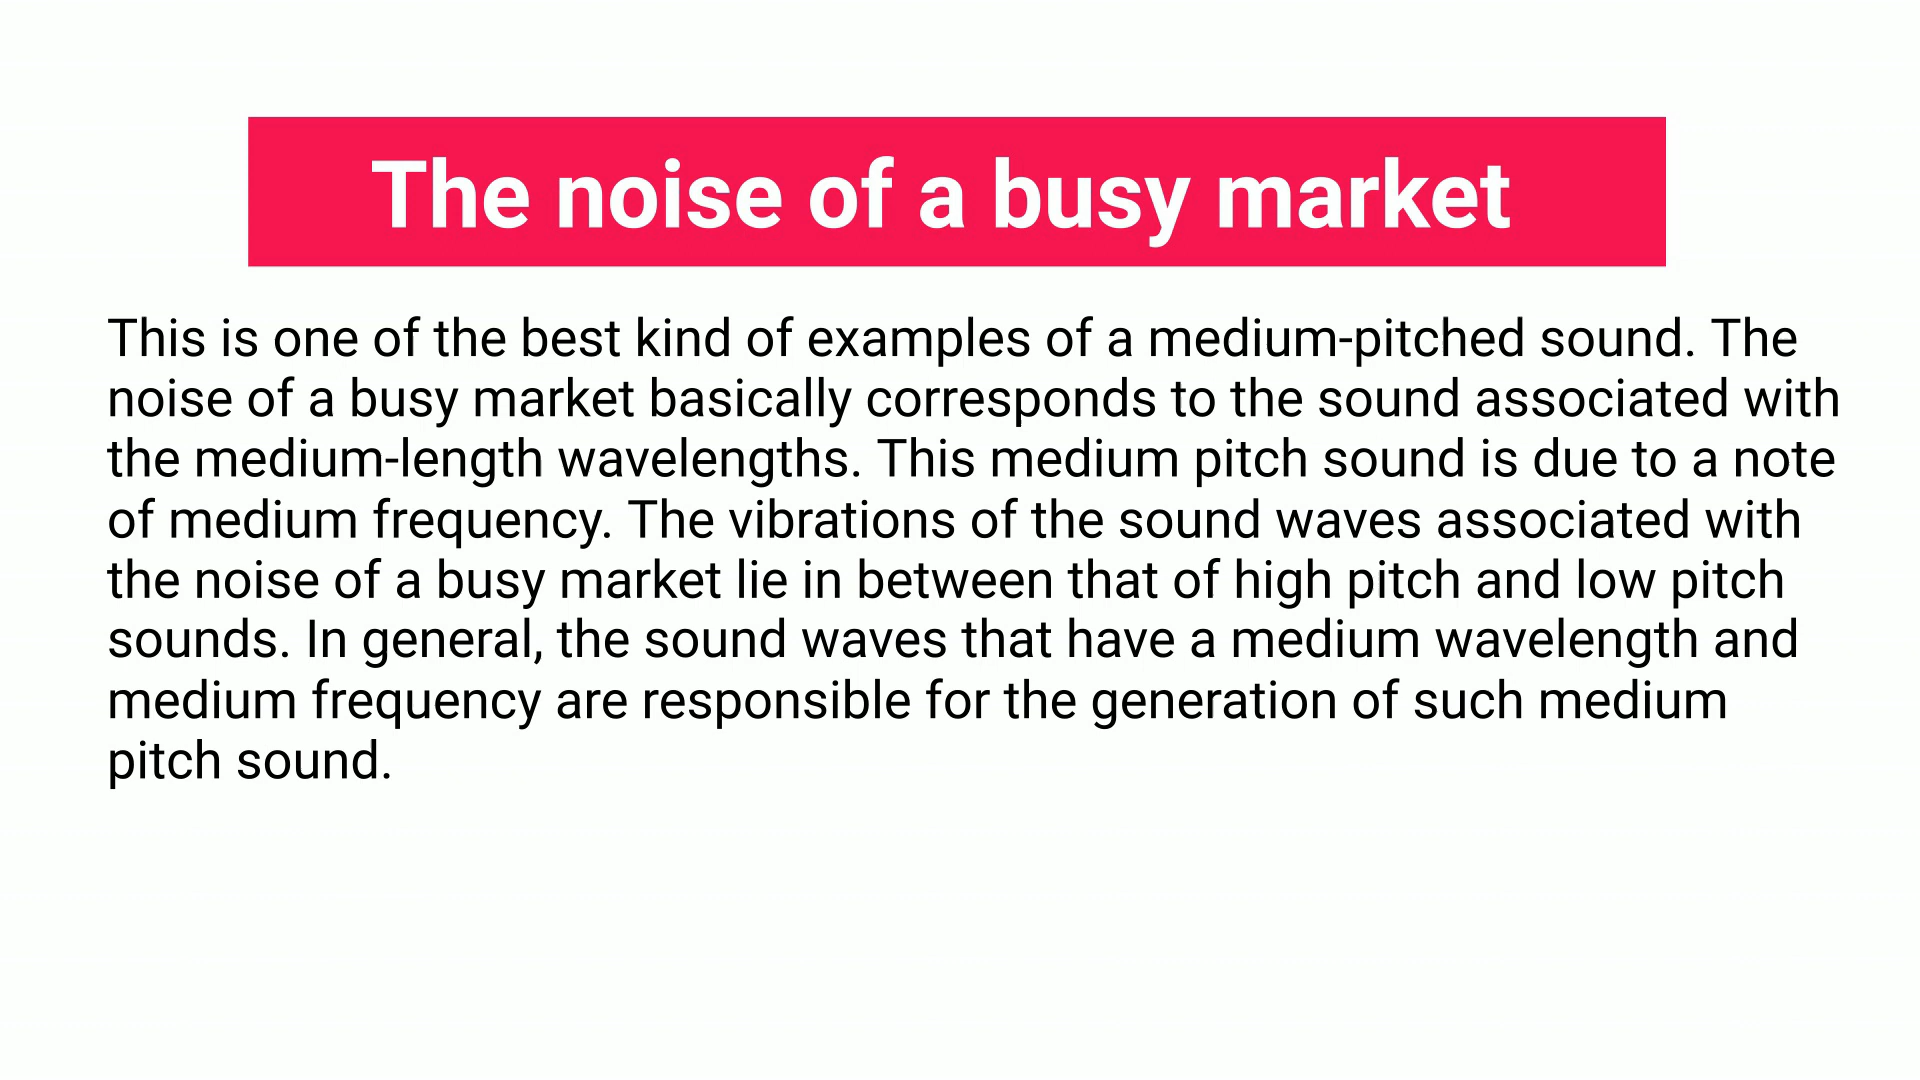 The noise of a busy market
This is one of the best kind of examples of a medium-pitched sound. The
noise of a busy market basically corresponds to the sound associated with
the medium-length wavelengths. This medium pitch sound is due to a note
of medium frequency. The vibrations of the sound waves associated with
the noise of a busy market lie in between that of high pitch and low pitch
sounds. In general, the sound waves that have a medium wavelength and
medium frequency are responsible for the generation of such medium
pitch sound.